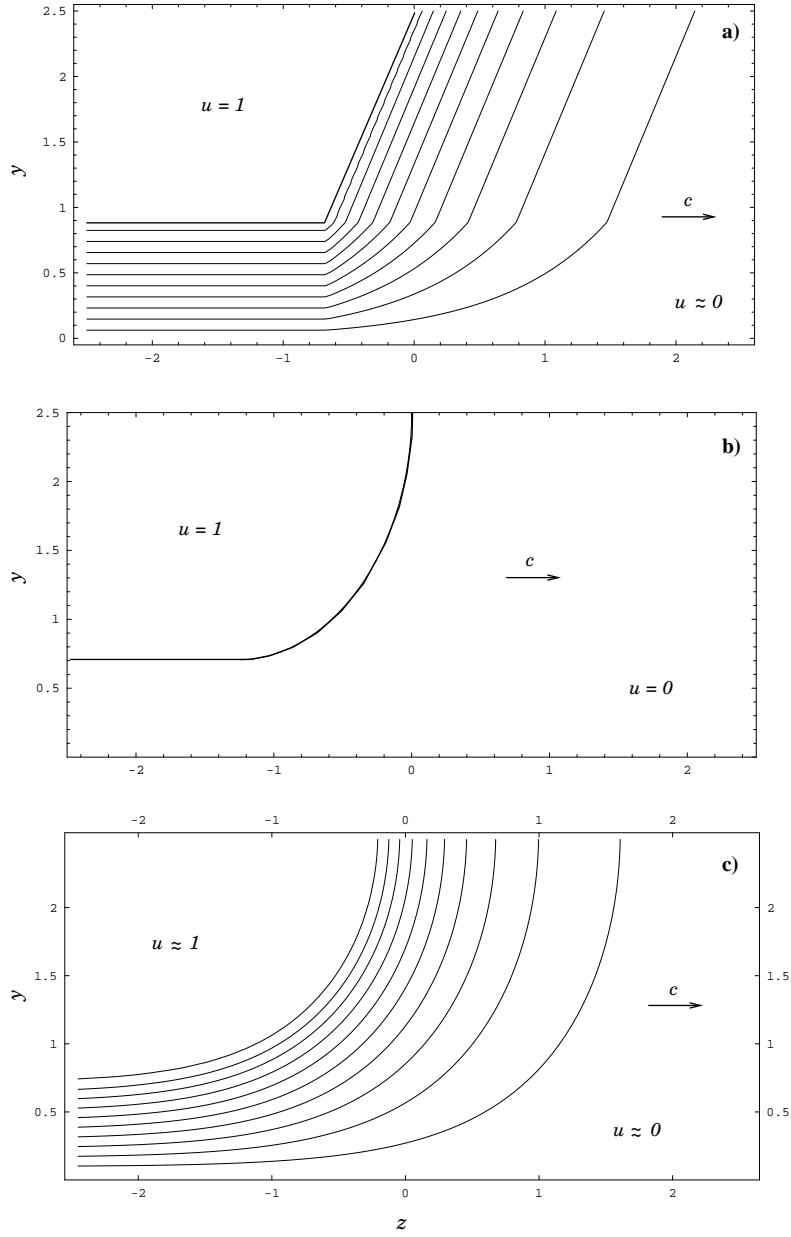 2.5
a)
2
u = 1
1.5
y
1
c
0.5
u ≈ 0
0
-2 -1 0 1 2
2.5
b)
2
u = 1
1.5
c
y
1
0.5
u = 0
-2 -1 0 1 2
-2 -1 0 1 2
c)
2 2
u ≈ 1
1.5 1.5
c
y
1 1
0.5 0.5
u ≈ 0
-2 -1 0 1 2
z